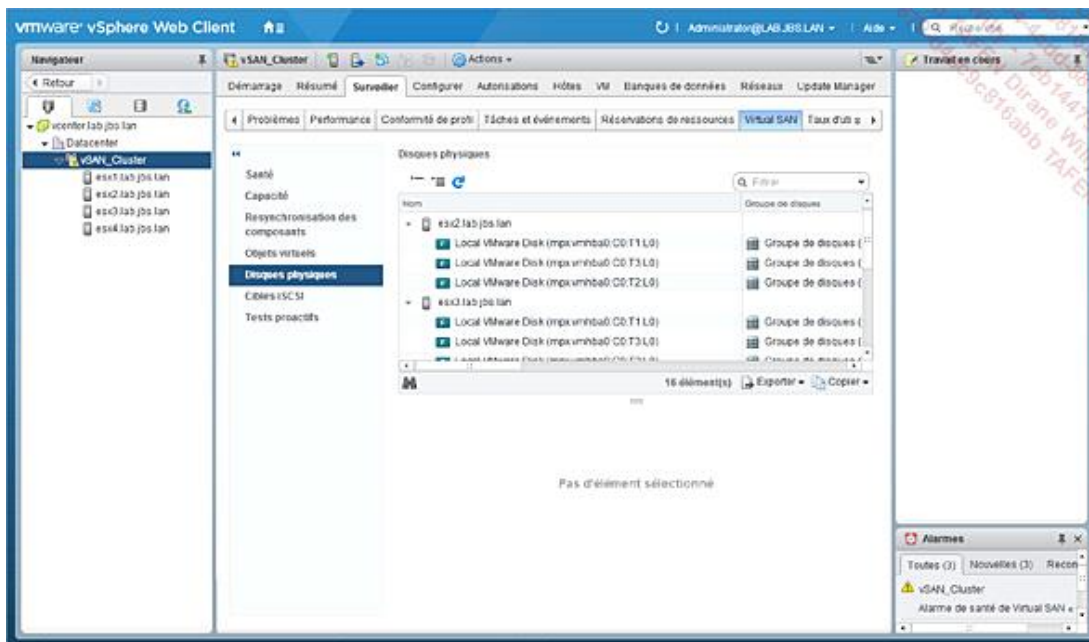 vmware® vSphere Web Client
Administrator@LAB.JBS.LAN
Aide
Navigateur
Retour
vcenter.lab.jbs.lan
Datacenter
vSAN_Cluster
esx1.lab.jbs.lan
esx2.lab.jbs.lan
esx3.lab.jbs.lan
esx4.lab.jbs.lan
vSAN_Cluster
Actions
Démarrage Résumé Surveiller Configurer Autorisations Hôtes VM Banques de données Réseaux Update Manager
Problèmes Performance Conformité de profil Tâches et événements Réservations de ressources Virtual SAN Taux d'uti
Santé
Capacité
Resynchronisation des
composants
Objets virtuels
Disques physiques
Cibles iSCSI
Tests proactifs
Disques physiques
Filtrer
Nom Groupe de disques
esx2.lab.jbs.lan
Local VMware Disk (mpx.vmhba0:C0:T1:L0) Groupe de disques (
Local VMware Disk (mpx.vmhba0:C0:T3:L0) Groupe de disques (
Local VMware Disk (mpx.vmhba0:C0:T2:L0) Groupe de disques (
esx3.lab.jbs.lan
Local VMware Disk (mpx.vmhba0:C0:T1:L0) Groupe de disques (
Local VMware Disk (mpx.vmhba0:C0:T3:L0) Groupe de disques (
16 élément(s) Exporter Copier
Pas d'élément sélectionné
Travail en cours
Alarmes
Toutes (3) Nouvelles (3) Recon
vSAN_Cluster
Alarme de santé de Virtual SAN «